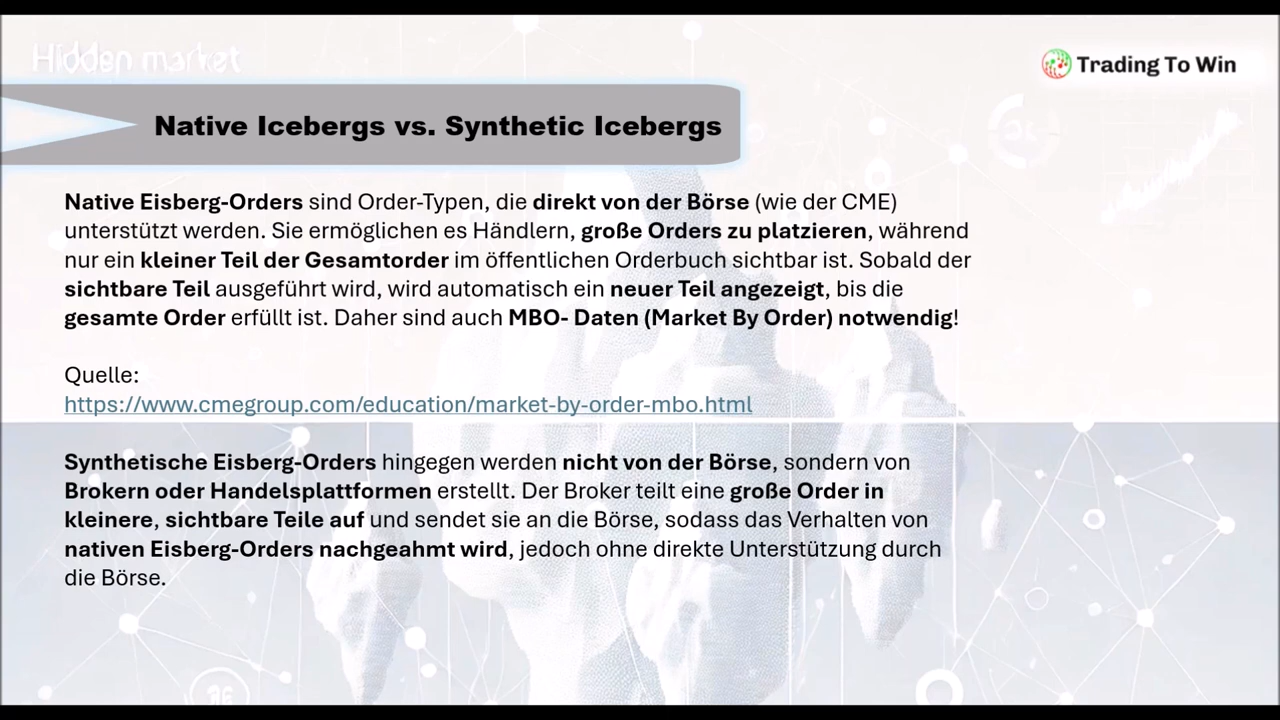 Hidden market
Trading To Win
Native Icebergs vs. Synthetic Icebergs
Native Eisberg-Orders sind Order-Typen, die direkt von der Börse (wie der CME)
unterstützt werden. Sie ermöglichen es Händlern, große Orders zu platzieren, während
nur ein kleiner Teil der Gesamtorder im öffentlichen Orderbuch sichtbar ist. Sobald der
sichtbare Teil ausgeführt wird, wird automatisch ein neuer Teil angezeigt, bis die
gesamte Order erfüllt ist. Daher sind auch MBO- Daten (Market By Order) notwendig!
Quelle:
https://www.cmegroup.com/education/market-by-order-mbo.html
Synthetische Eisberg-Orders hingegen werden nicht von der Börse, sondern von
Brokern oder Handelsplattformen erstellt. Der Broker teilt eine große Order in
kleinere, sichtbare Teile auf und sendet sie an die Börse, sodass das Verhalten von
nativen Eisberg-Orders nachgeahmt wird, jedoch ohne direkte Unterstützung durch
die Börse.